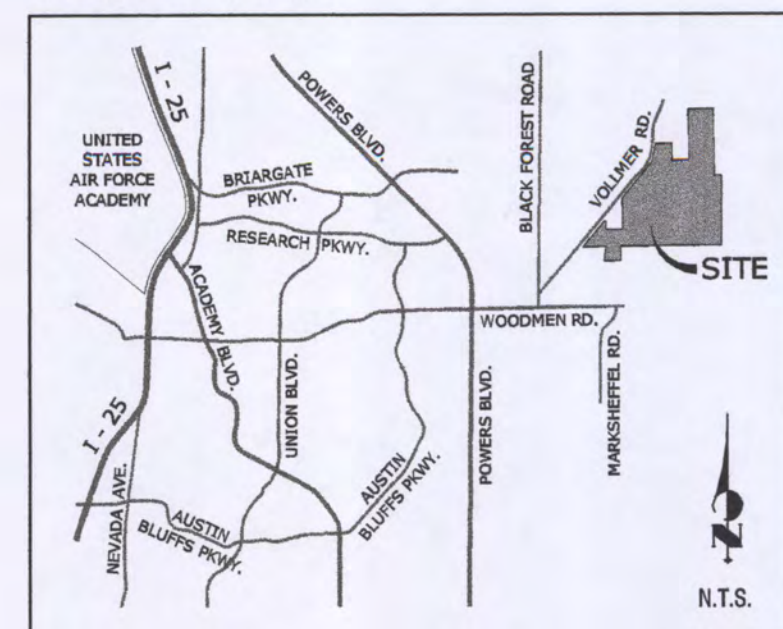 I - 25
UNITED
STATES
AIR FORCE
ACADEMY
POWERS BLVD.
BLACK FOREST ROAD
VOLLMER RD.
BRIARGATE
PKWY.
RESEARCH PKWY.
SITE
ACADEMY BLVD.
UNION BLVD.
WOODMEN RD.
MARKSHEFFEL RD.
POWERS BLVD.
I - 25
NEVADA AVE.
AUSTIN
BLUFFS PKWY.
AUSTIN
BLUFFS PKWY.
N
N.T.S.